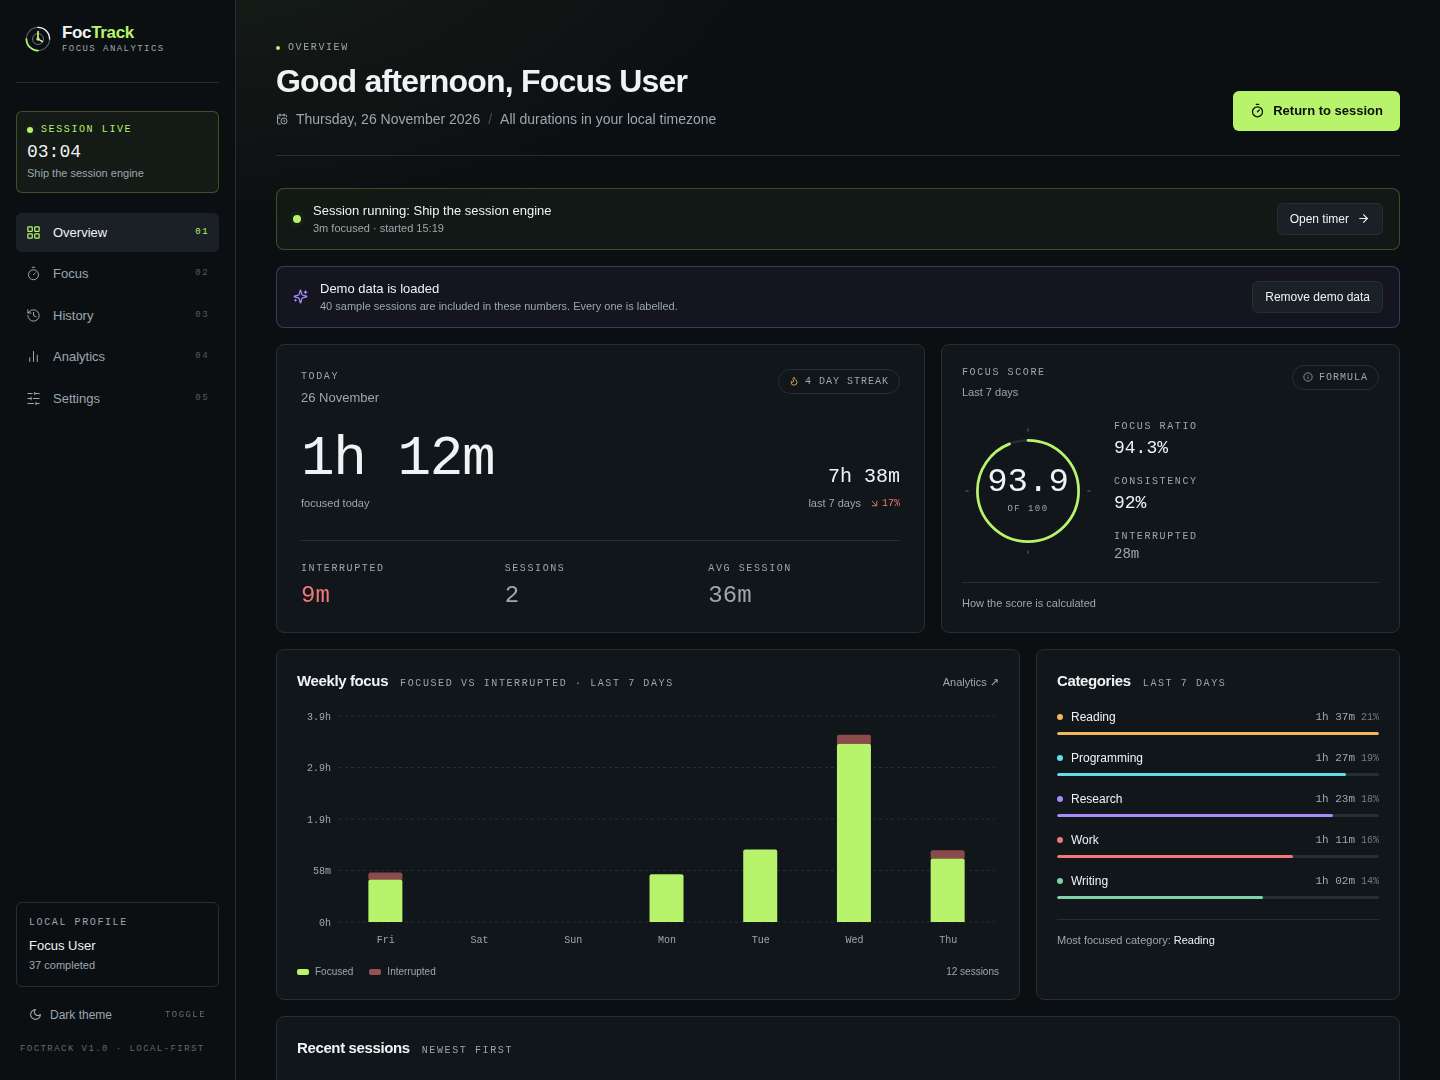 FocTrack
FOCUS ANALYTICS
SESSION LIVE
03:04
Ship the session engine
Overview 01
Focus 02
History 03
Analytics 04
Settings 05
LOCAL PROFILE
Focus User
37 completed
Dark theme TOGGLE
FOCTRACK V1.0 · LOCAL-FIRST
OVERVIEW
Good afternoon, Focus User
Thursday, 26 November 2026 / All durations in your local timezone
Return to session
Session running: Ship the session engine
3m focused · started 15:19
Open timer →
Demo data is loaded
40 sample sessions are included in these numbers. Every one is labelled.
Remove demo data
TODAY
26 November
4 DAY STREAK
1h 12m
focused today
7h 38m
last 7 days ↘ 17%
INTERRUPTED
9m
SESSIONS
2
AVG SESSION
36m
FOCUS SCORE
Last 7 days
FORMULA
93.9
OF 100
FOCUS RATIO
94.3%
CONSISTENCY
92%
INTERRUPTED
28m
How the score is calculated
Weekly focus FOCUSED VS INTERRUPTED · LAST 7 DAYS
Analytics ↗
3.9h
2.9h
1.9h
58m
0h
Fri Sat Sun Mon Tue Wed Thu
Focused Interrupted
12 sessions
Categories LAST 7 DAYS
Reading 1h 37m 21%
Programming 1h 27m 19%
Research 1h 23m 18%
Work 1h 11m 16%
Writing 1h 02m 14%
Most focused category: Reading
Recent sessions NEWEST FIRST